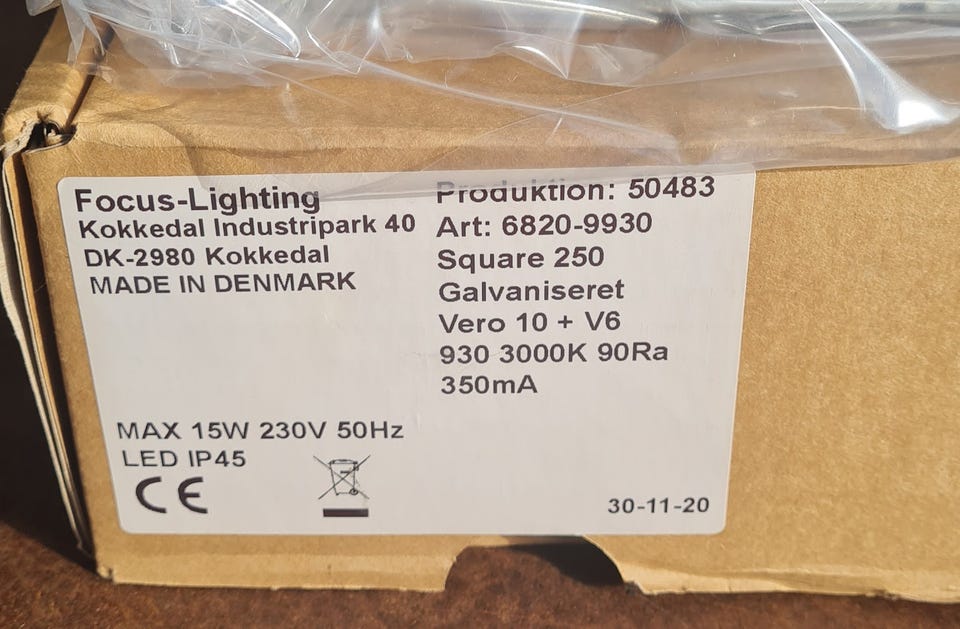 Focus-Lighting
Kokkedal Industripark 40
DK-2980 Kokkedal
MADE IN DENMARK
Produktion: 50483
Art: 6820-9930
Square 250
Galvaniseret
Vero 10 + V6
930 3000K 90Ra
350mA
MAX 15W 230V 50Hz
LED IP45
CE
30-11-20